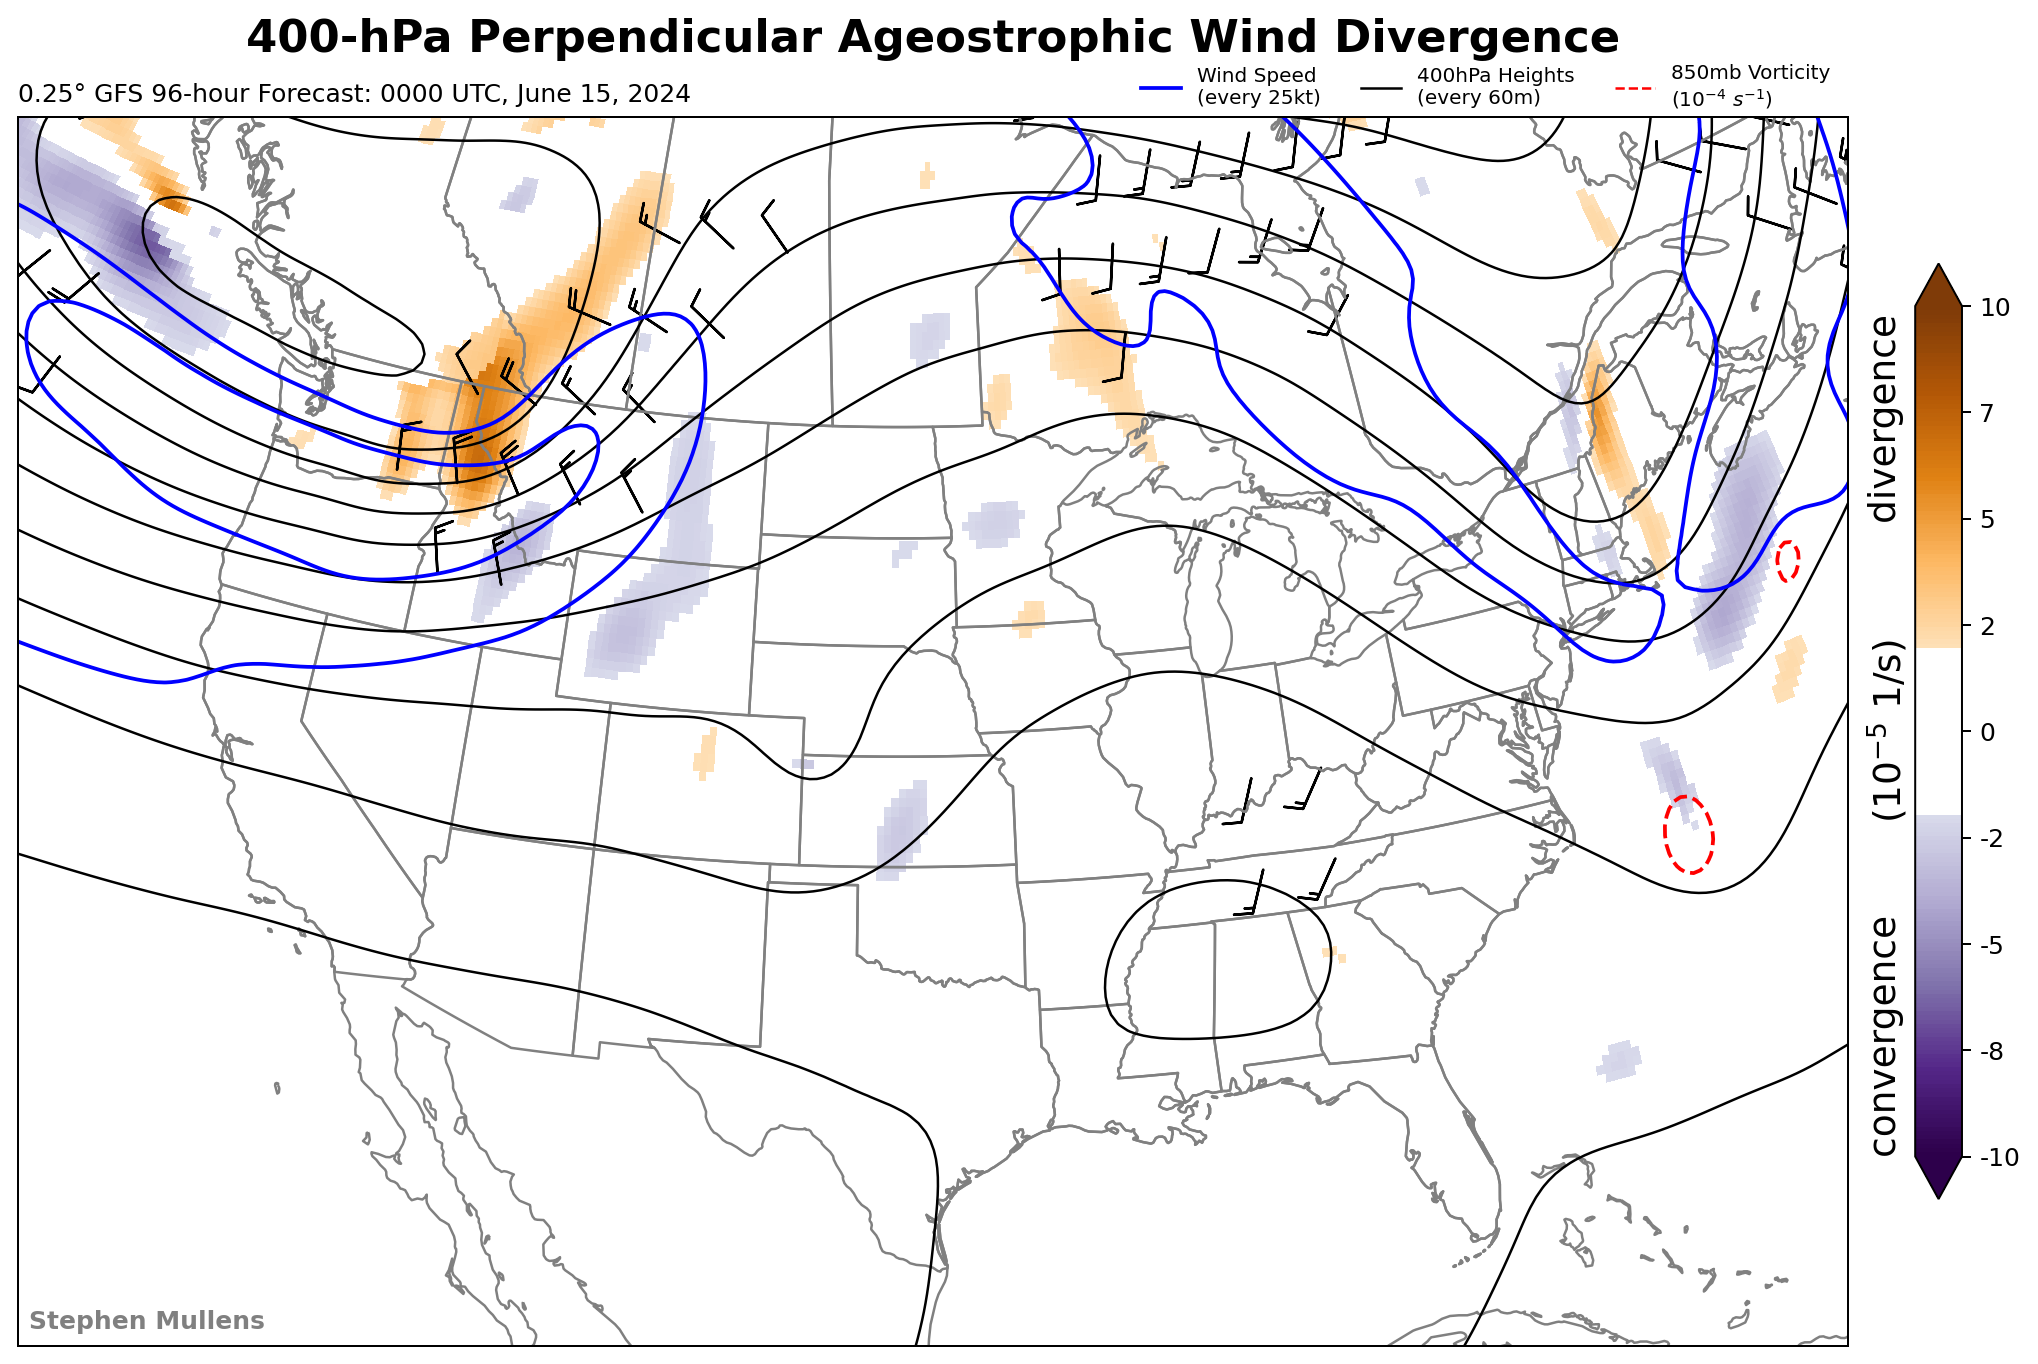 400-hPa Perpendicular Ageostrophic Wind Divergence
0.25° GFS 96-hour Forecast: 0000 UTC, June 15, 2024
Wind Speed
(every 25kt)
400hPa Heights
(every 60m)
850mb Vorticity
(10⁻⁴ s⁻¹)
10
7
5
2
0
-2
-5
-8
-10
convergence (10⁻⁵ 1/s) divergence
Stephen Mullens